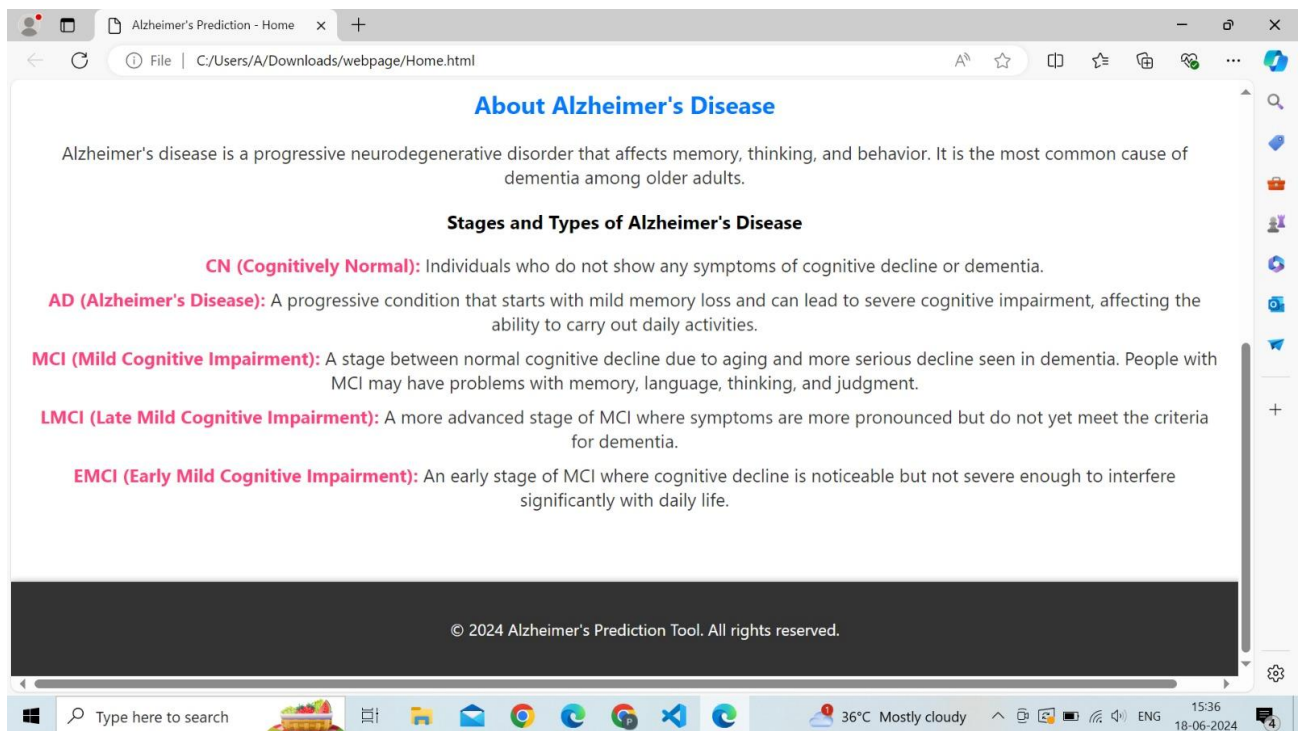 Alzheimer's Prediction - Home
File | C:/Users/A/Downloads/webpage/Home.html
About Alzheimer's Disease
Alzheimer's disease is a progressive neurodegenerative disorder that affects memory, thinking, and behavior. It is the most common cause of
dementia among older adults.
Stages and Types of Alzheimer's Disease
CN (Cognitively Normal): Individuals who do not show any symptoms of cognitive decline or dementia.
AD (Alzheimer's Disease): A progressive condition that starts with mild memory loss and can lead to severe cognitive impairment, affecting the
ability to carry out daily activities.
MCI (Mild Cognitive Impairment): A stage between normal cognitive decline due to aging and more serious decline seen in dementia. People with
MCI may have problems with memory, language, thinking, and judgment.
LMCI (Late Mild Cognitive Impairment): A more advanced stage of MCI where symptoms are more pronounced but do not yet meet the criteria
for dementia.
EMCI (Early Mild Cognitive Impairment): An early stage of MCI where cognitive decline is noticeable but not severe enough to interfere
significantly with daily life.
© 2024 Alzheimer's Prediction Tool. All rights reserved.
Type here to search
1
36°C Mostly cloudy
ENG
15:36
18-06-2024
4